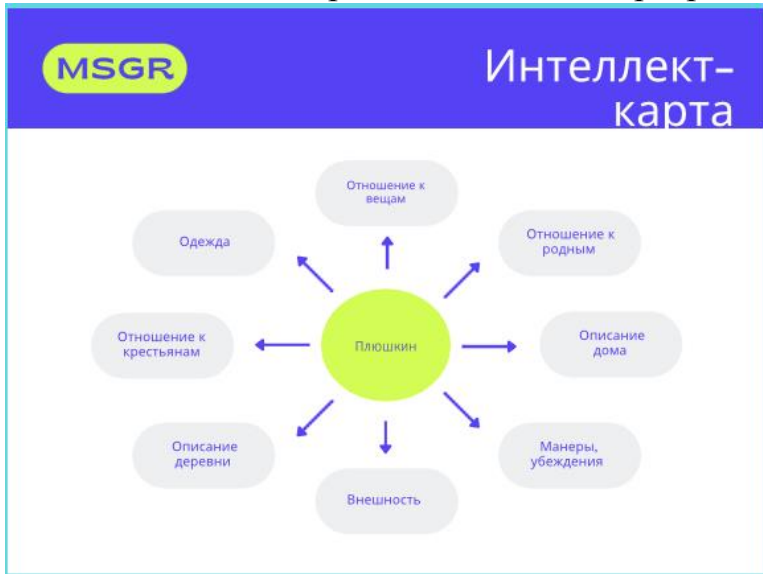 MSGR
Интеллект-
карта
Отношение к
вещам
Одежда
Отношение к
родным
Отношение к
крестьянам
Плюшкин
Описание
дома
Описание
деревни
Манеры,
убеждения
Внешность